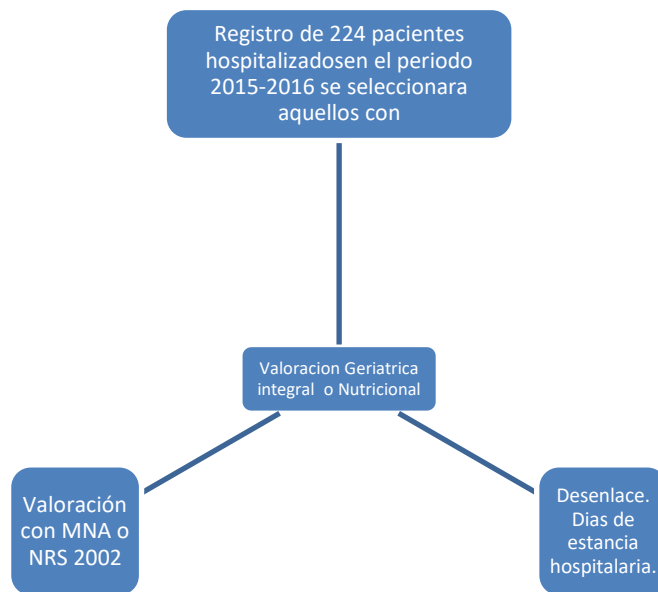 Registro de 224 pacientes
hospitalizadosen el periodo
2015-2016 se seleccionara
aquellos con
Valoracion Geriatrica
integral o Nutricional
Valoración
con MNA o
NRS 2002
Desenlace.
Dias de
estancia
hospitalaria.